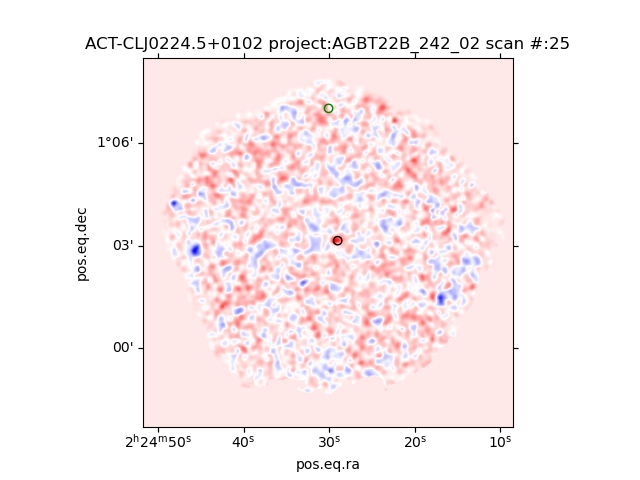 ACT-CLJ0224.5+0102 project:AGBT22B_242_02 scan #:25
1°06'
03'
00'
pos.eq.dec
2ʰ24ᵐ50ˢ 40ˢ 30ˢ 20ˢ 10ˢ
pos.eq.ra